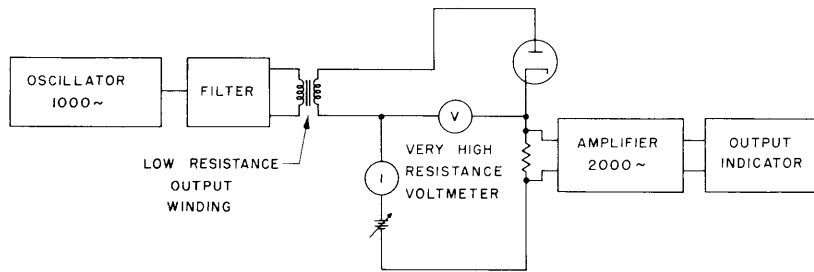 OSCILLATOR
1000~
FILTER
LOW RESISTANCE
OUTPUT
WINDING
V
VERY HIGH
RESISTANCE
VOLTMETER
I
AMPLIFIER
2000~
OUTPUT
INDICATOR